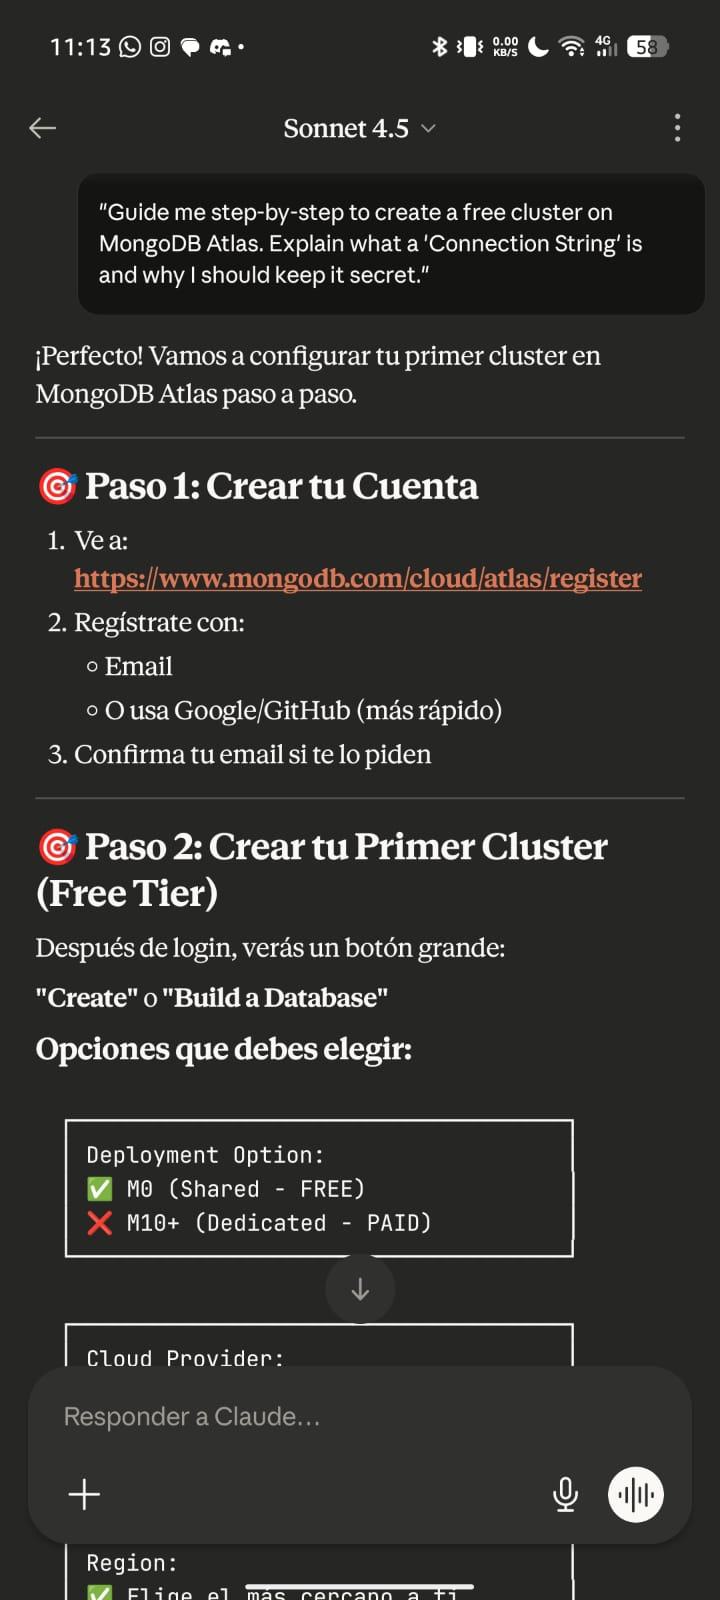 11:13
0.00
KB/S
4G
58
Sonnet 4.5
"Guide me step-by-step to create a free cluster on
MongoDB Atlas. Explain what a 'Connection String' is
and why I should keep it secret."
¡Perfecto! Vamos a configurar tu primer cluster en
MongoDB Atlas paso a paso.
🎯 Paso 1: Crear tu Cuenta
1. Ve a:
https://www.mongodb.com/cloud/atlas/register
2. Regístrate con:
Email
O usa Google/GitHub (más rápido)
3. Confirma tu email si te lo piden
🎯 Paso 2: Crear tu Primer Cluster
(Free Tier)
Después de login, verás un botón grande:
"Create" o "Build a Database"
Opciones que debes elegir:
Deployment Option:
✅ M0 (Shared - FREE)
❌ M10+ (Dedicated - PAID)
Cloud Provider:
Responder a Claude...
Region:
✅ Elige el más cercano a ti